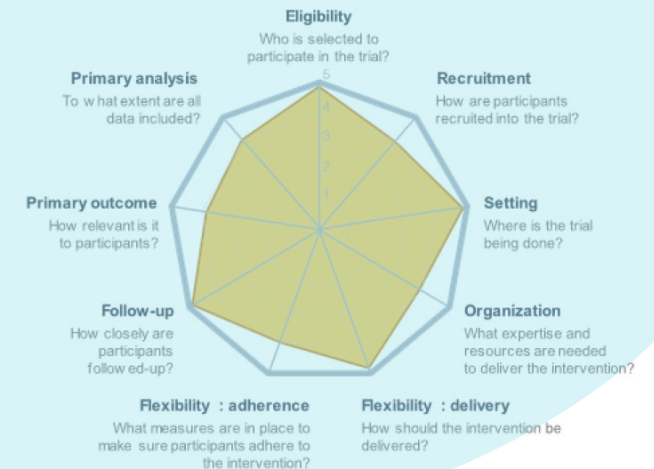 Eligibility
Who is selected to
participate in the trial?
Recruitment
How are participants
recruited into the trial?
Setting
Where is the trial
being done?
Organization
What expertise and
resources are needed
to deliver the intervention?
Flexibility : delivery
How should the intervention be
delivered?
Flexibility : adherence
What measures are in place to
make sure participants adhere to
the intervention?
Follow-up
How closely are
participants
follow ed-up?
Primary outcome
How relevant is it
to participants?
Primary analysis
To w hat extent are all
data included?
5
4
3
2
1